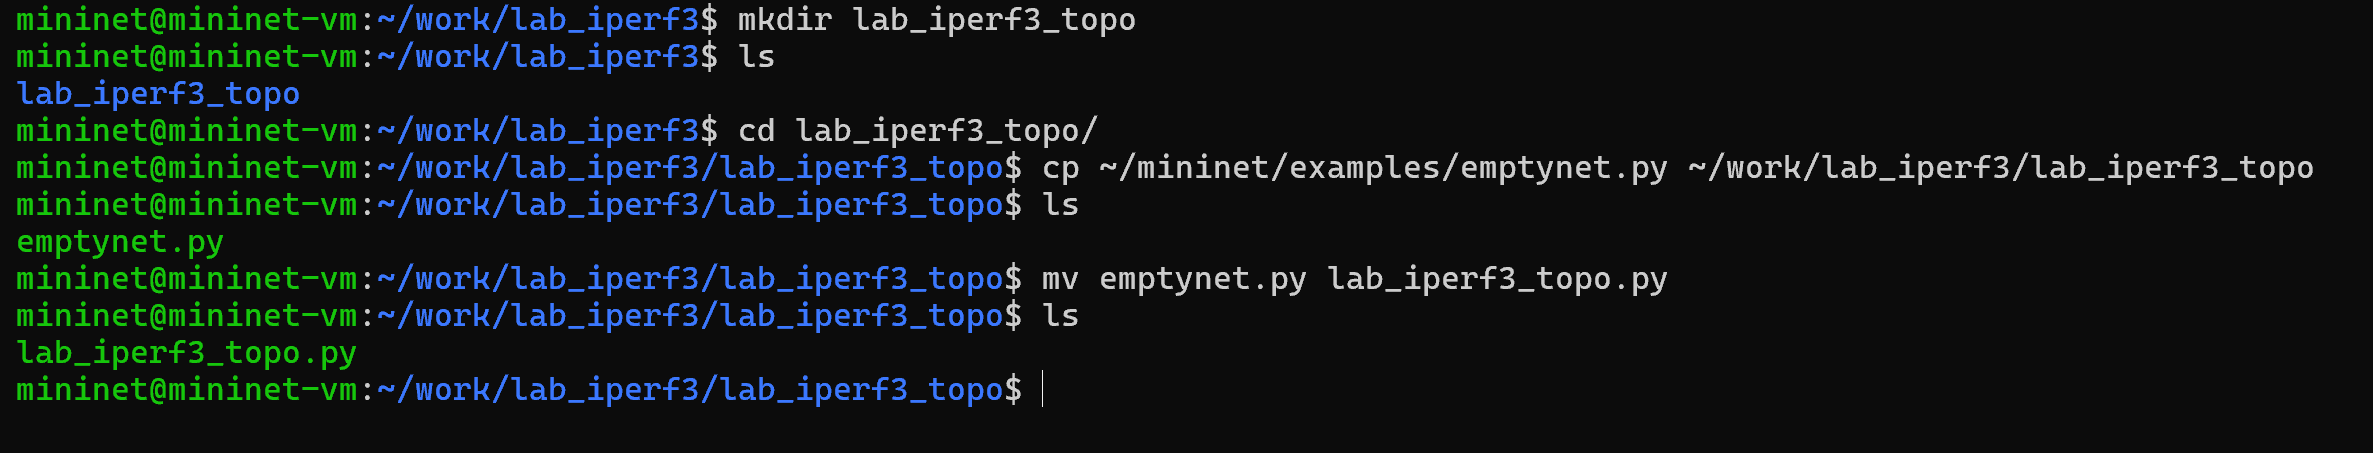 mininet@mininet-vm:~/work/lab_iperf3$ mkdir lab_iperf3_topo
mininet@mininet-vm:~/work/lab_iperf3$ ls
lab_iperf3_topo
mininet@mininet-vm:~/work/lab_iperf3$ cd lab_iperf3_topo/
mininet@mininet-vm:~/work/lab_iperf3/lab_iperf3_topo$ cp ~/mininet/examples/emptynet.py ~/work/lab_iperf3/lab_iperf3_topo
mininet@mininet-vm:~/work/lab_iperf3/lab_iperf3_topo$ ls
emptynet.py
mininet@mininet-vm:~/work/lab_iperf3/lab_iperf3_topo$ mv emptynet.py lab_iperf3_topo.py
mininet@mininet-vm:~/work/lab_iperf3/lab_iperf3_topo$ ls
lab_iperf3_topo.py
mininet@mininet-vm:~/work/lab_iperf3/lab_iperf3_topo$